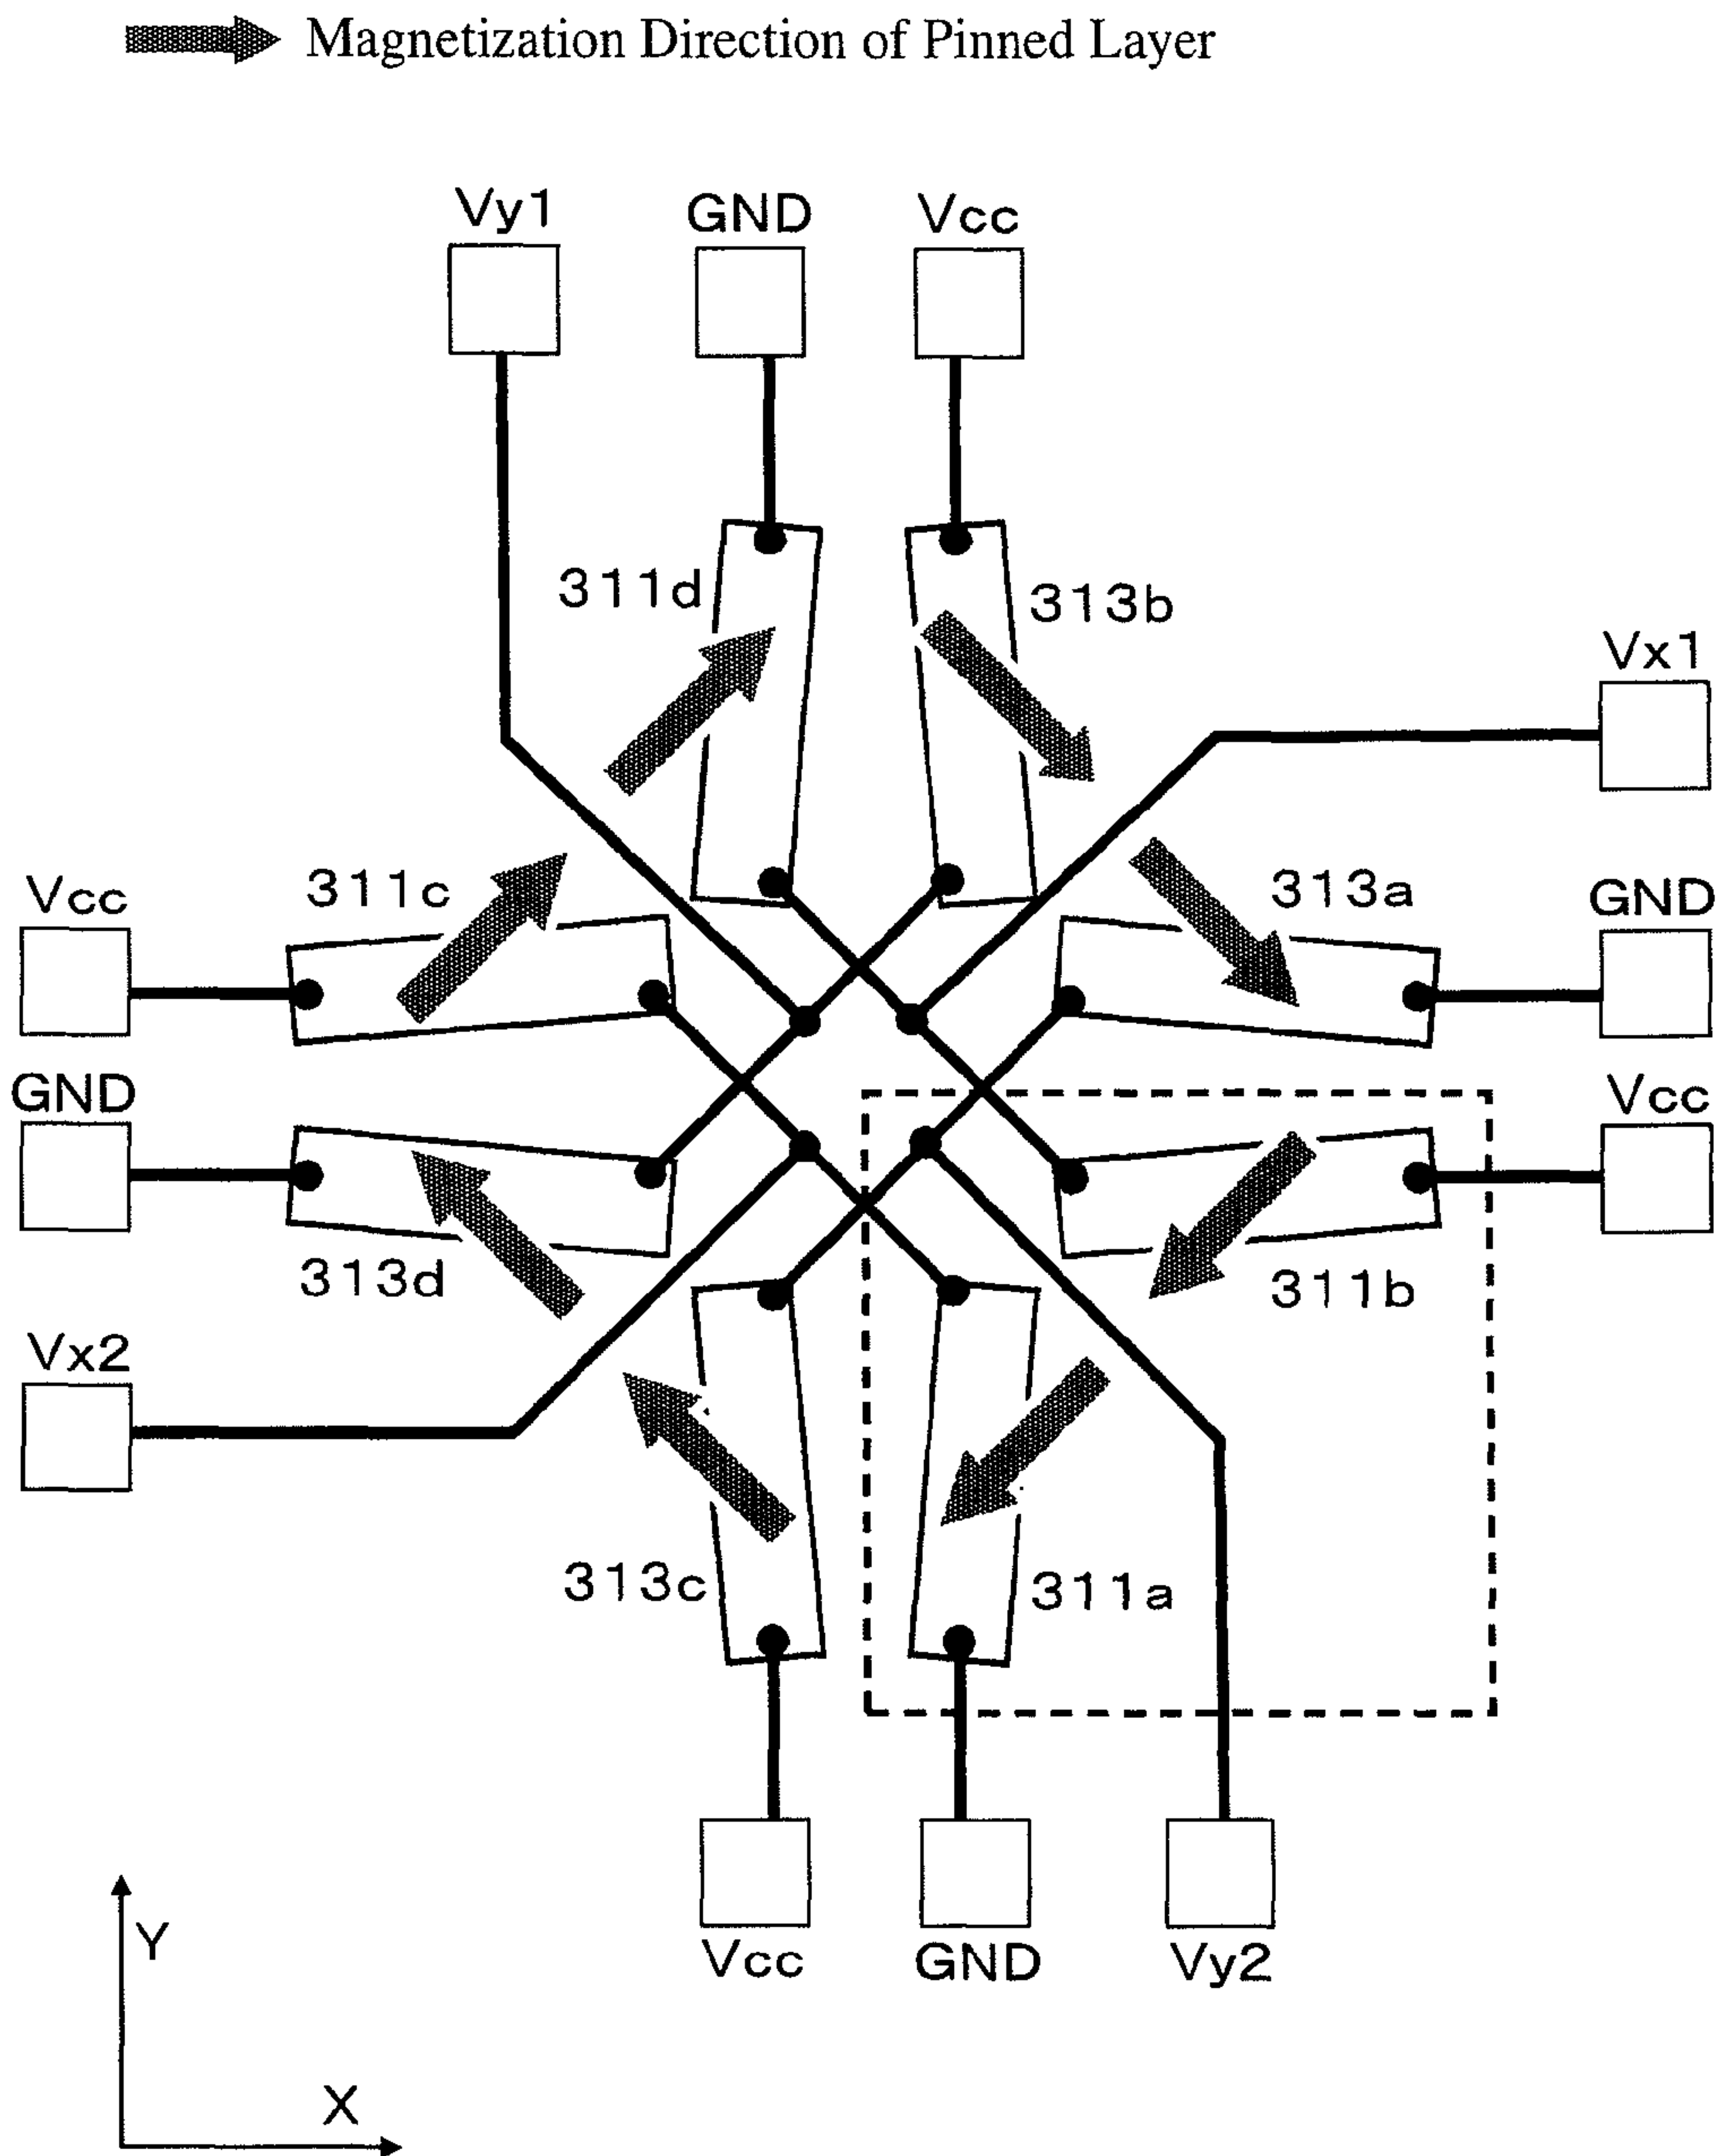 Magnetization Direction of Pinned Layer
Vy1
GND
Vcc
311d
313b
Vx1
311c
313a
Vcc
GND
GND
Vcc
313d
311b
Vx2
313c
311a
Vcc
GND
Vy2
Y
X